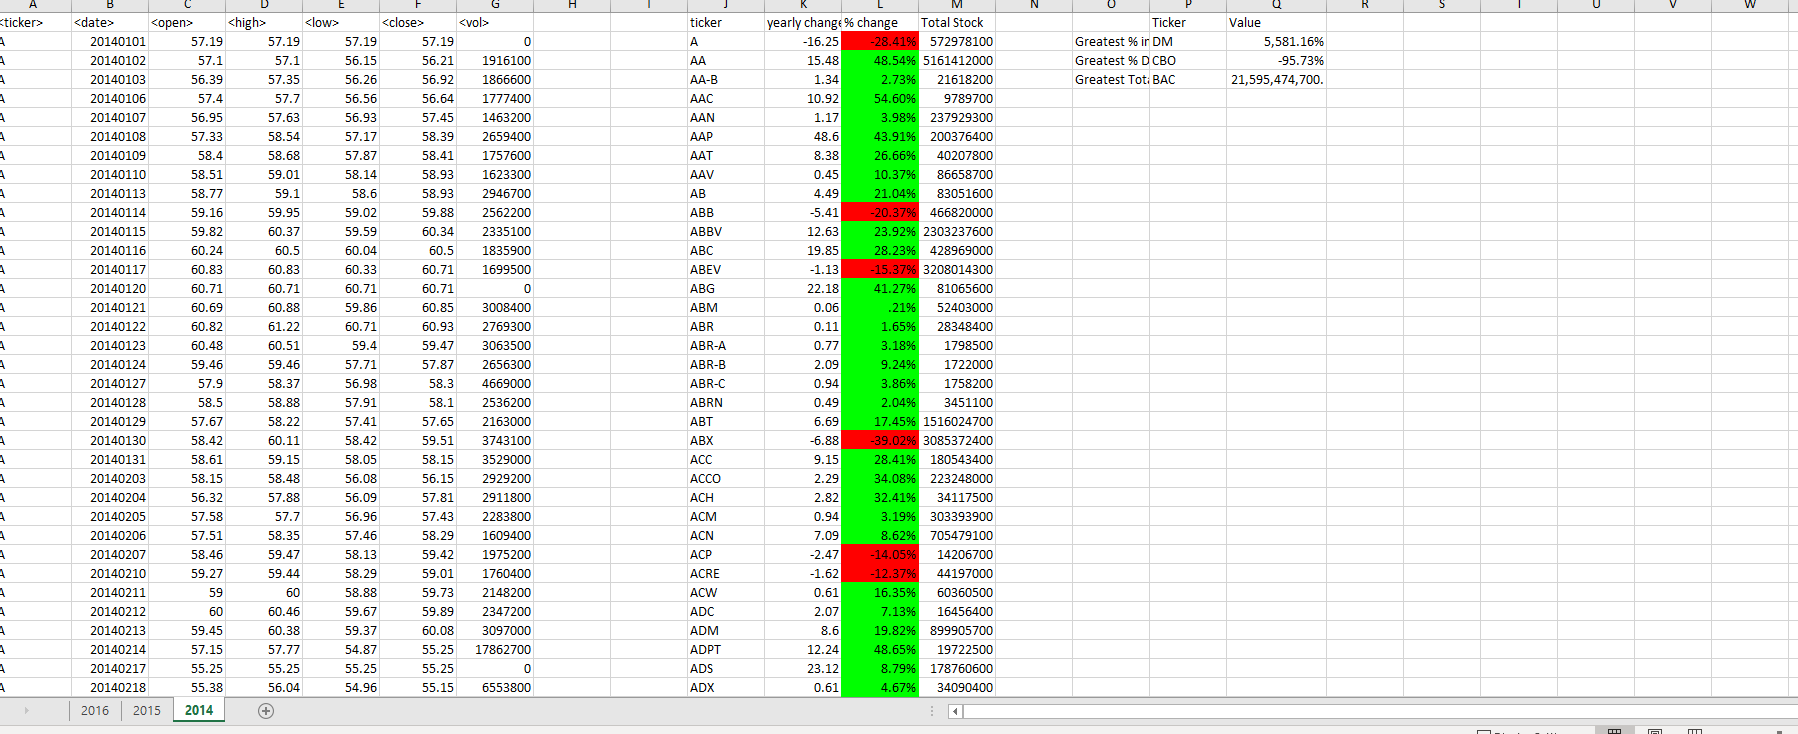 A B C D E F G H I J K L M N O P Q R S T U V W
<ticker> <date> <open> <high> <low> <close> <vol> ticker yearly change % change Total Stock Ticker Value
A 20140101 57.19 57.19 57.19 57.19 0 A -16.25 -28.41% 572978100 Greatest % in DM 5,581.16%
A 20140102 57.1 57.1 56.15 56.21 1916100 AA 15.48 48.54% 5161412000 Greatest % D CBO -95.73%
A 20140103 56.39 57.35 56.26 56.92 1866600 AA-B 1.34 2.73% 21618200 Greatest Tota BAC 21,595,474,700.
A 20140106 57.4 57.7 56.56 56.64 1777400 AAC 10.92 54.60% 9789700
A 20140107 56.95 57.63 56.93 57.45 1463200 AAN 1.17 3.98% 237929300
A 20140108 57.33 58.54 57.17 58.39 2659400 AAP 48.6 43.91% 200376400
A 20140109 58.4 58.68 57.87 58.41 1757600 AAT 8.38 26.66% 40207800
A 20140110 58.51 59.01 58.14 58.93 1623300 AAV 0.45 10.37% 86658700
A 20140113 58.77 59.1 58.6 58.93 2946700 AB 4.49 21.04% 83051600
A 20140114 59.16 59.95 59.02 59.88 2562200 ABB -5.41 -20.37% 466820000
A 20140115 59.82 60.37 59.59 60.34 2335100 ABBV 12.63 23.92% 2303237600
A 20140116 60.24 60.5 60.04 60.5 1835900 ABC 19.85 28.23% 428969000
A 20140117 60.83 60.83 60.33 60.71 1699500 ABEV -1.13 -15.37% 3208014300
A 20140120 60.71 60.71 60.71 60.71 0 ABG 22.18 41.27% 81065600
A 20140121 60.69 60.88 59.86 60.85 3008400 ABM 0.06 .21% 52403000
A 20140122 60.82 61.22 60.71 60.93 2769300 ABR 0.11 1.65% 28348400
A 20140123 60.48 60.51 59.4 59.47 3063500 ABR-A 0.77 3.18% 1798500
A 20140124 59.46 59.46 57.71 57.87 2656300 ABR-B 2.09 9.24% 1722000
A 20140127 57.9 58.37 56.98 58.3 4669000 ABR-C 0.94 3.86% 1758200
A 20140128 58.5 58.88 57.91 58.1 2536200 ABRN 0.49 2.04% 3451100
A 20140129 57.67 58.22 57.41 57.65 2163000 ABT 6.69 17.45% 1516024700
A 20140130 58.42 60.11 58.42 59.51 3743100 ABX -6.88 -39.02% 3085372400
A 20140131 58.61 59.15 58.05 58.15 3529000 ACC 9.15 28.41% 180543400
A 20140203 58.15 58.48 56.08 56.15 2929200 ACCO 2.29 34.08% 223248000
A 20140204 56.32 57.88 56.09 57.81 2911800 ACH 2.82 32.41% 34117500
A 20140205 57.58 57.7 56.96 57.43 2283800 ACM 0.94 3.19% 303393900
A 20140206 57.51 58.35 57.46 58.29 1609400 ACN 7.09 8.62% 705479100
A 20140207 58.46 59.47 58.13 59.42 1975200 ACP -2.47 -14.05% 14206700
A 20140210 59.27 59.44 58.29 59.01 1760400 ACRE -1.62 -12.37% 44197000
A 20140211 59 60 58.88 59.73 2148200 ACW 0.61 16.35% 60360500
A 20140212 60 60.46 59.67 59.89 2347200 ADC 2.07 7.13% 16456400
A 20140213 59.45 60.38 59.37 60.08 3097000 ADM 8.6 19.82% 899905700
A 20140214 57.15 57.77 54.87 55.25 17862700 ADPT 12.24 48.65% 19722500
A 20140217 55.25 55.25 55.25 55.25 0 ADS 23.12 8.79% 178760600
A 20140218 55.38 56.04 54.96 55.15 6553800 ADX 0.61 4.67% 34090400
2016 2015 2014